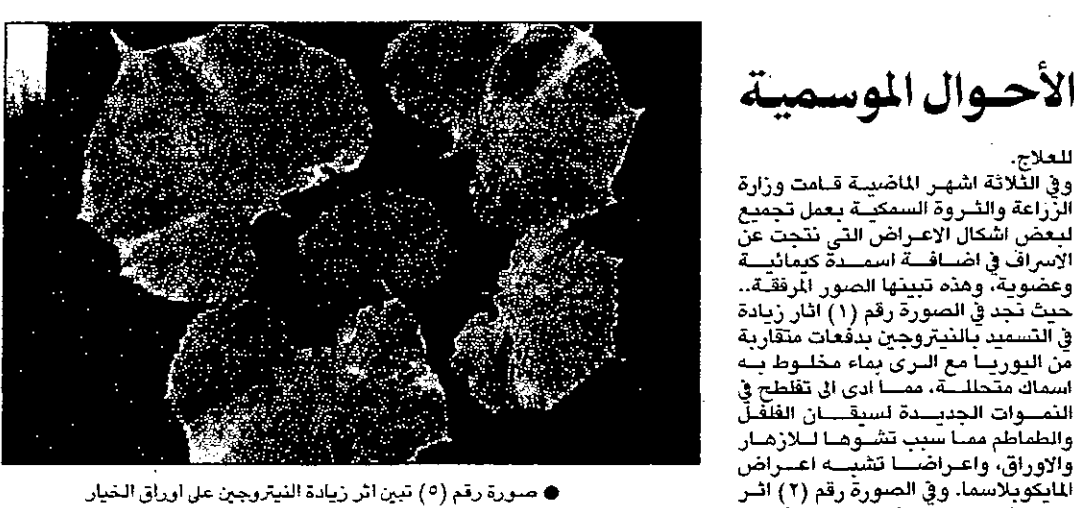 الأحوال الموسمية
للعلاج.
وفي الثلاثة اشهر الماضية قامت وزارة
الزراعة والثروة السمكية بعمل تجميع
لبعض اشكال الاعراض التي نتجت عن
الاسراف في اضافة اسمدة كيمائية
وعضوية، وهذه تبينها الصور المرفقة..
حيث نجد في الصورة رقم (١) اثار زيادة
في التسميد بالنيتروجين بدفعات متقاربة
من اليوريا مع الرى بماء مخلوط به
اسماك متحللة، مما ادى الى تفلطح في
النموات الجديدة لسيقان الفلفل
والطماطم مما سبب تشوها للازهار
والاوراق، واعراضا تشبه اعراض
المايكوبلاسما. وفي الصورة رقم (٢) اثر
● صورة رقم (٥) تبين اثر زيادة النيتروجين على اوراق الخيار